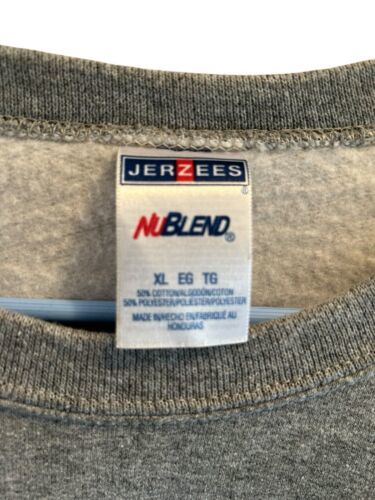 JERZEES®
NUBLEND®
XL EG TG
50% COTTON/ALGODÓN/COTON
50% POLYESTER/POLIESTER/POLYESTER
MADE IN/HECHO EN/FABRIQUÉ AU
HONDURAS